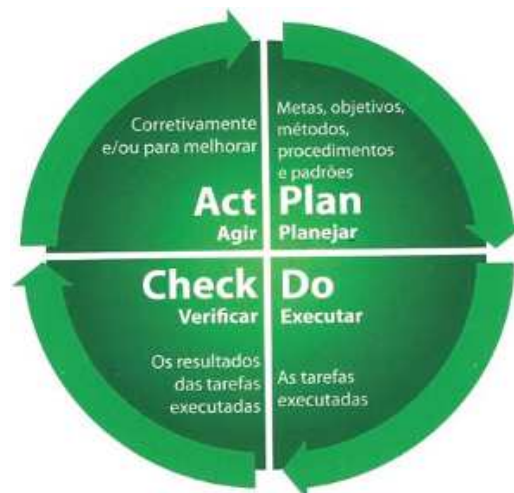 Corretivamente
e/ou para melhorar
Act
Agir
Metas, objetivos,
métodos,
procedimentos
e padrões
Plan
Planejar
Check
Verificar
Os resultados
das tarefas
executadas
Do
Executar
As tarefas
executadas